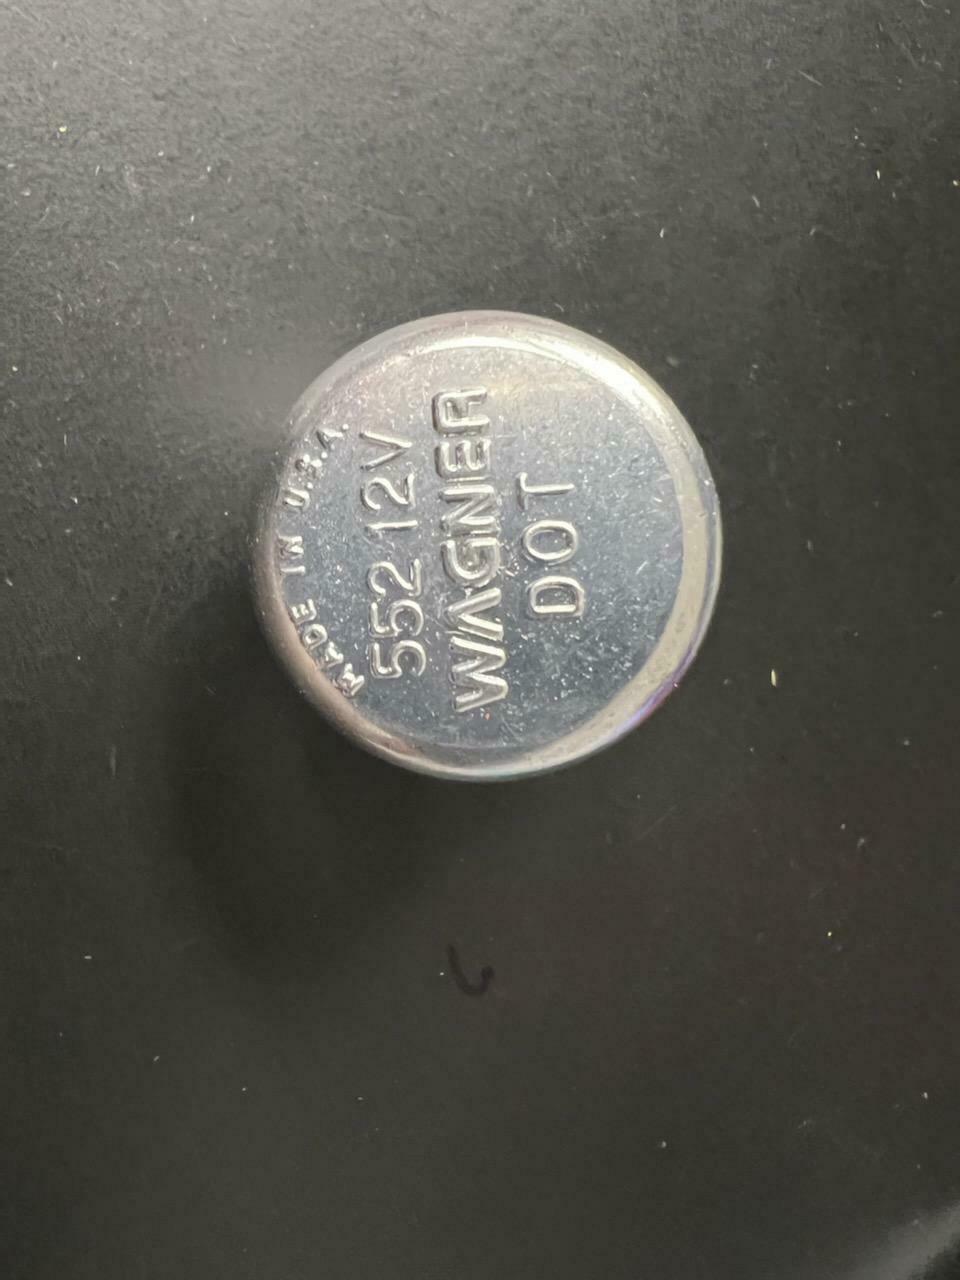 MADE IN U.S.A.
552 12V
WAGNER
DOT